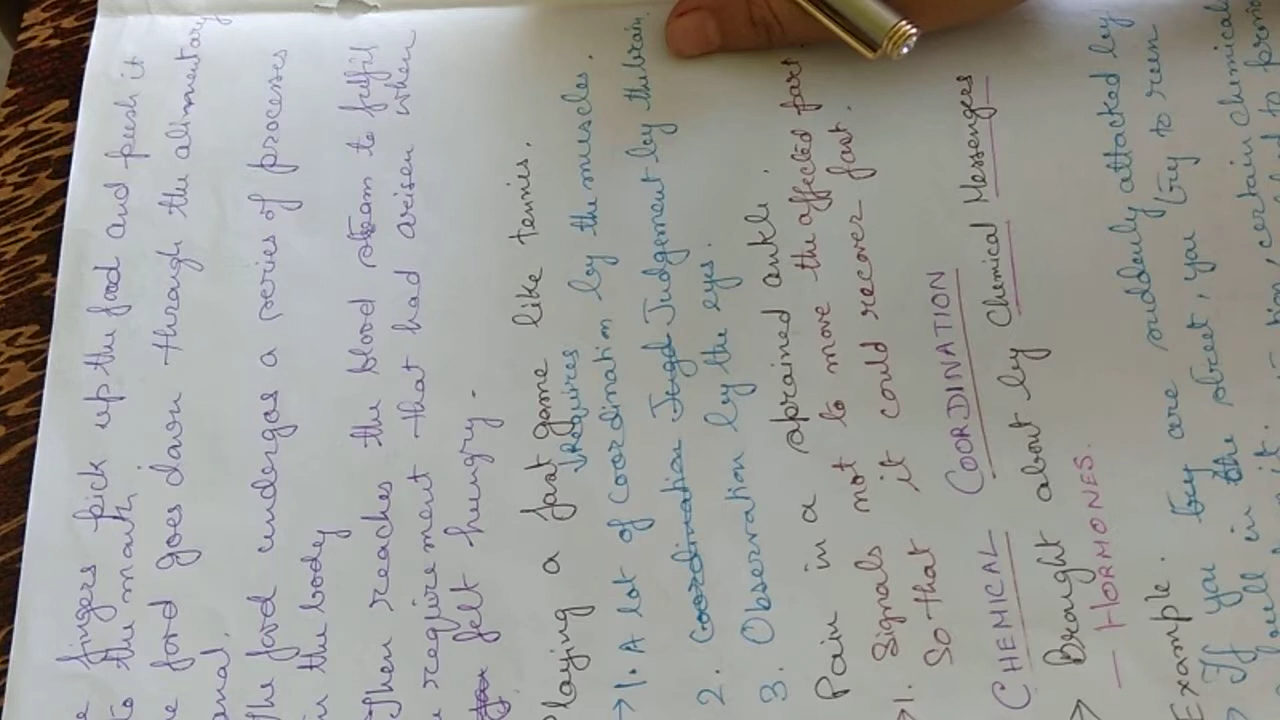 fingers pick up the food and push it
to the mouth.
food goes down through the alimentary
The food undergoes a series of processes
in the body
Then reaches the blood stream to fulfil
requirement that had arisen when
felt hungry.
Playing a fast game like tennis.
→ 1. A lot of Coordination by the muscles.
requires
2. Coordination Jugd Judgement by the brain.
3. Observation by the eyes.
Pain in a sprained ankle.
→ 1. Signals not to move the affected part
So that it could recover fast.
CHEMICAL COORDINATION
→ Brought about by Chemical Messengers
— HORMONES.
Example:
→ If you by are suddenly attacked by
bull in the street, you try to run
it. certain chemical